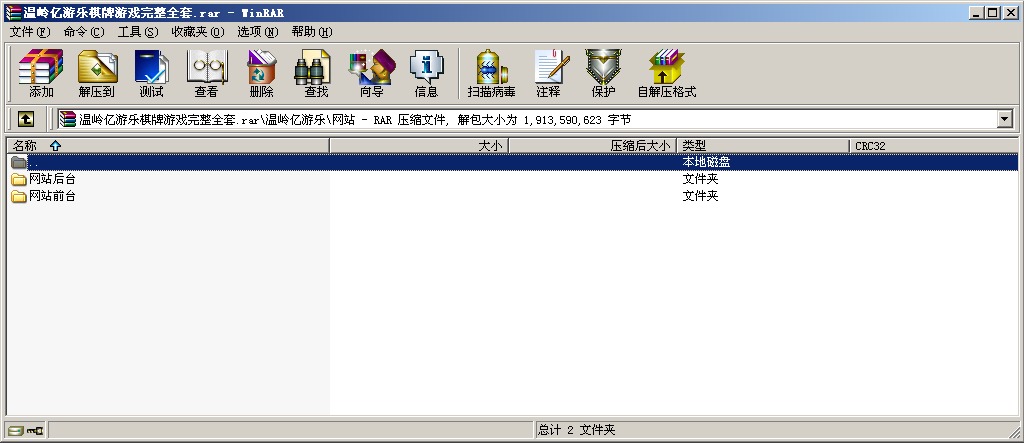 温岭亿游乐棋牌游戏完整全套.rar - WinRAR
文件(F) 命令(C) 工具(S) 收藏夹(O) 选项(N) 帮助(H)
添加 解压到 测试 查看 删除 查找 向导 信息 扫描病毒 注释 保护 自解压格式
温岭亿游乐棋牌游戏完整全套.rar\温岭亿游乐\网站 - RAR 压缩文件, 解包大小为 1,913,590,623 字节
名称 大小 压缩后大小 类型 CRC32
.. 本地磁盘
网站后台 文件夹
网站前台 文件夹
总计 2 文件夹